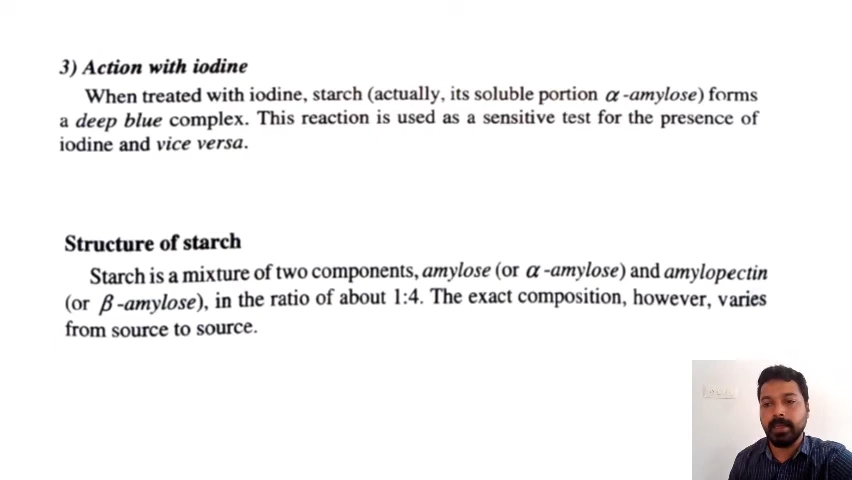 3) Action with iodine
When treated with iodine, starch (actually, its soluble portion α-amylose) forms
a deep blue complex. This reaction is used as a sensitive test for the presence of
iodine and vice versa.
Structure of starch
Starch is a mixture of two components, amylose (or α-amylose) and amylopectin
(or β-amylose), in the ratio of about 1:4. The exact composition, however, varies
from source to source.